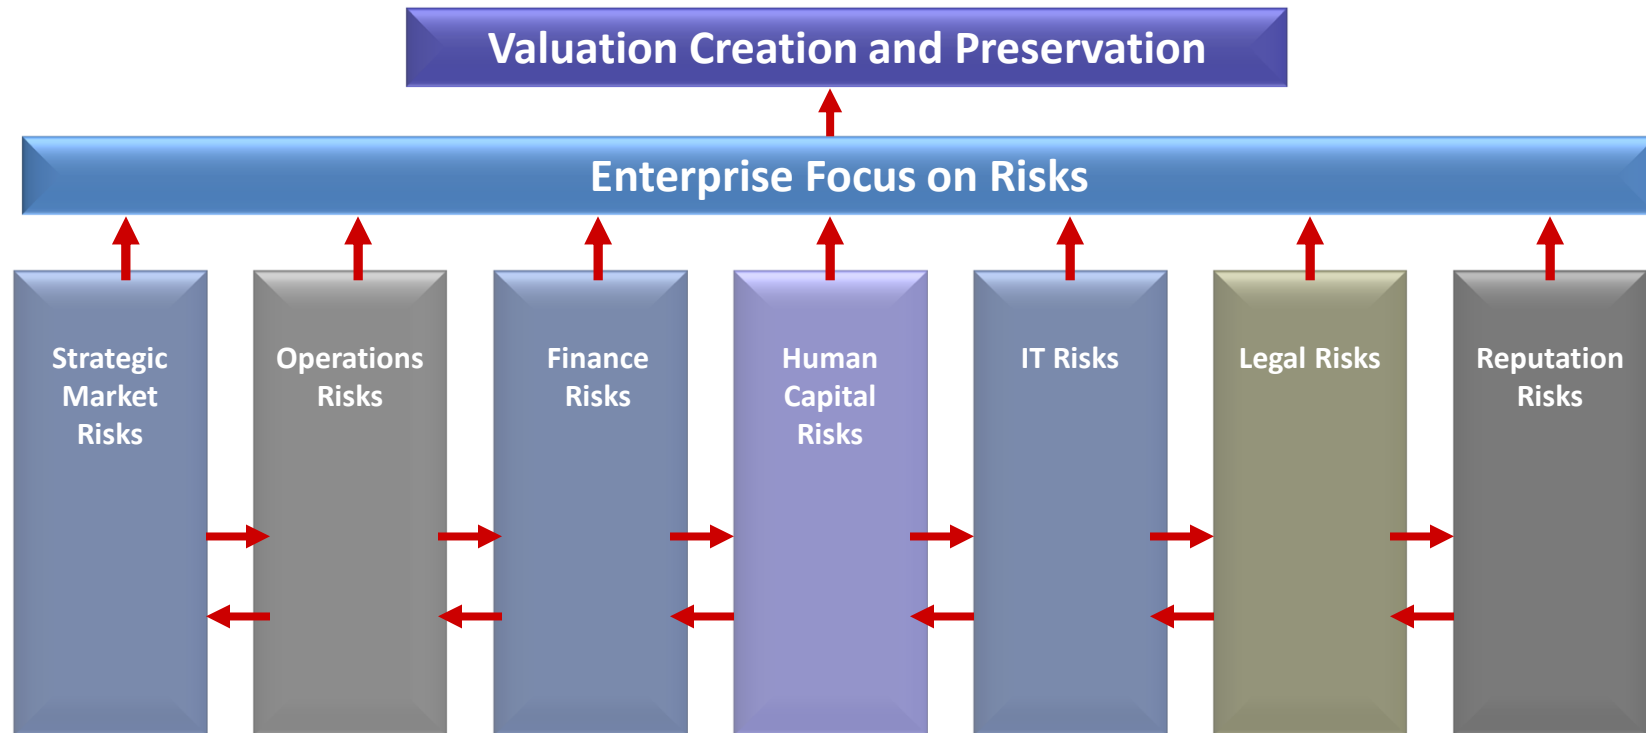 Valuation Creation and Preservation
Enterprise Focus on Risks
Strategic
Market
Risks
Operations
Risks
Finance
Risks
Human
Capital
Risks
IT Risks
Legal Risks
Reputation
Risks